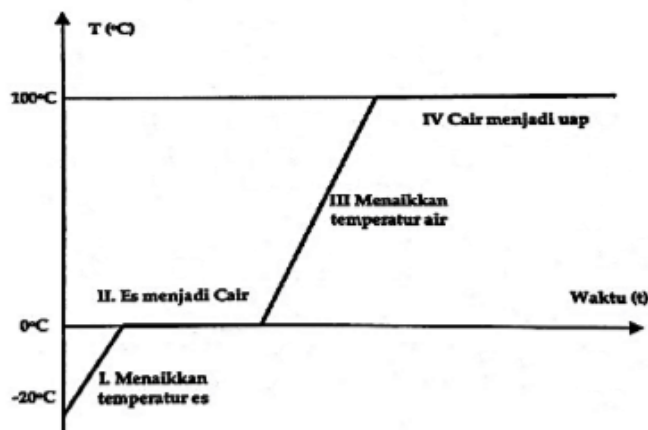 T (°C)
100°C
IV Cair menjadi uap
III Menaikkan
temperatur air
II. Es menjadi Cair
Waktu (t)
0°C
I. Menaikkan
temperatur es
-20°C